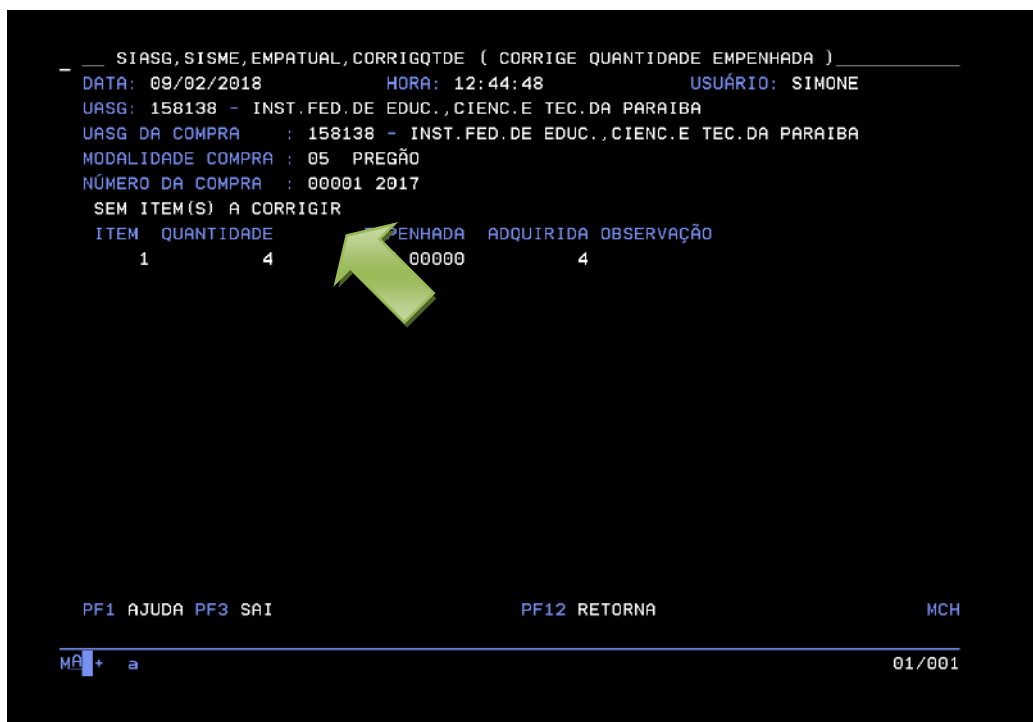 _ __ SIASG,SISME,EMPATUAL,CORRIGQTDE ( CORRIGE QUANTIDADE EMPENHADA )___________
DATA: 09/02/2018 HORA: 12:44:48 USUÁRIO: SIMONE
UASG: 158138 - INST.FED.DE EDUC.,CIENC.E TEC.DA PARAIBA
UASG DA COMPRA : 158138 - INST.FED.DE EDUC.,CIENC.E TEC.DA PARAIBA
MODALIDADE COMPRA : 05 PREGÃO
NÚMERO DA COMPRA : 00001 2017
SEM ITEM(S) A CORRIGIR
ITEM QUANTIDADE PENHADA ADQUIRIDA OBSERVAÇÃO
1 4 00000 4
PF1 AJUDA PF3 SAI PF12 RETORNA MCH
MA + a 01/001